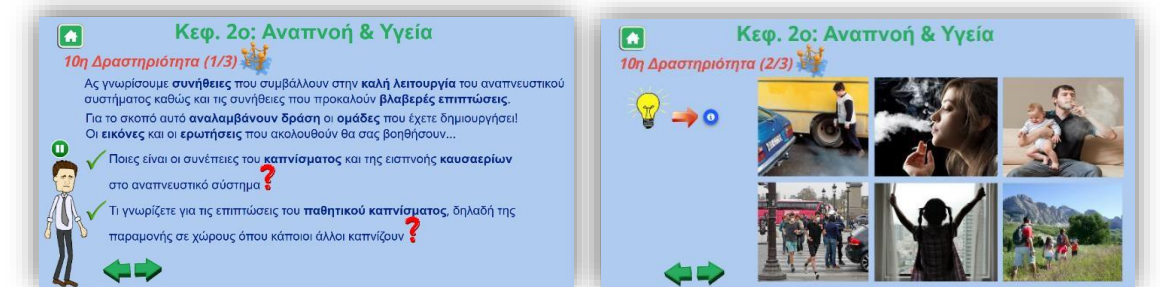 Κεφ. 2ο: Αναπνοή & Υγεία
10η Δραστηριότητα (1/3)
Ας γνωρίσουμε συνήθειες που συμβάλλουν στην καλή λειτουργία του αναπνευστικού
συστήματος καθώς και τις συνήθειες που προκαλούν βλαβερές επιπτώσεις.
Για το σκοπό αυτό αναλαμβάνουν δράση οι ομάδες που έχετε δημιουργήσει!
Οι εικόνες και οι ερωτήσεις που ακολουθούν θα σας βοηθήσουν...
Ποιες είναι οι συνέπειες του καπνίσματος και της εισπνοής καυσαερίων
στο αναπνευστικό σύστημα ?
Τι γνωρίζετε για τις επιπτώσεις του παθητικού καπνίσματος, δηλαδή της
παραμονής σε χώρους όπου κάποιοι άλλοι καπνίζουν ?
Κεφ. 2ο: Αναπνοή & Υγεία
10η Δραστηριότητα (2/3)